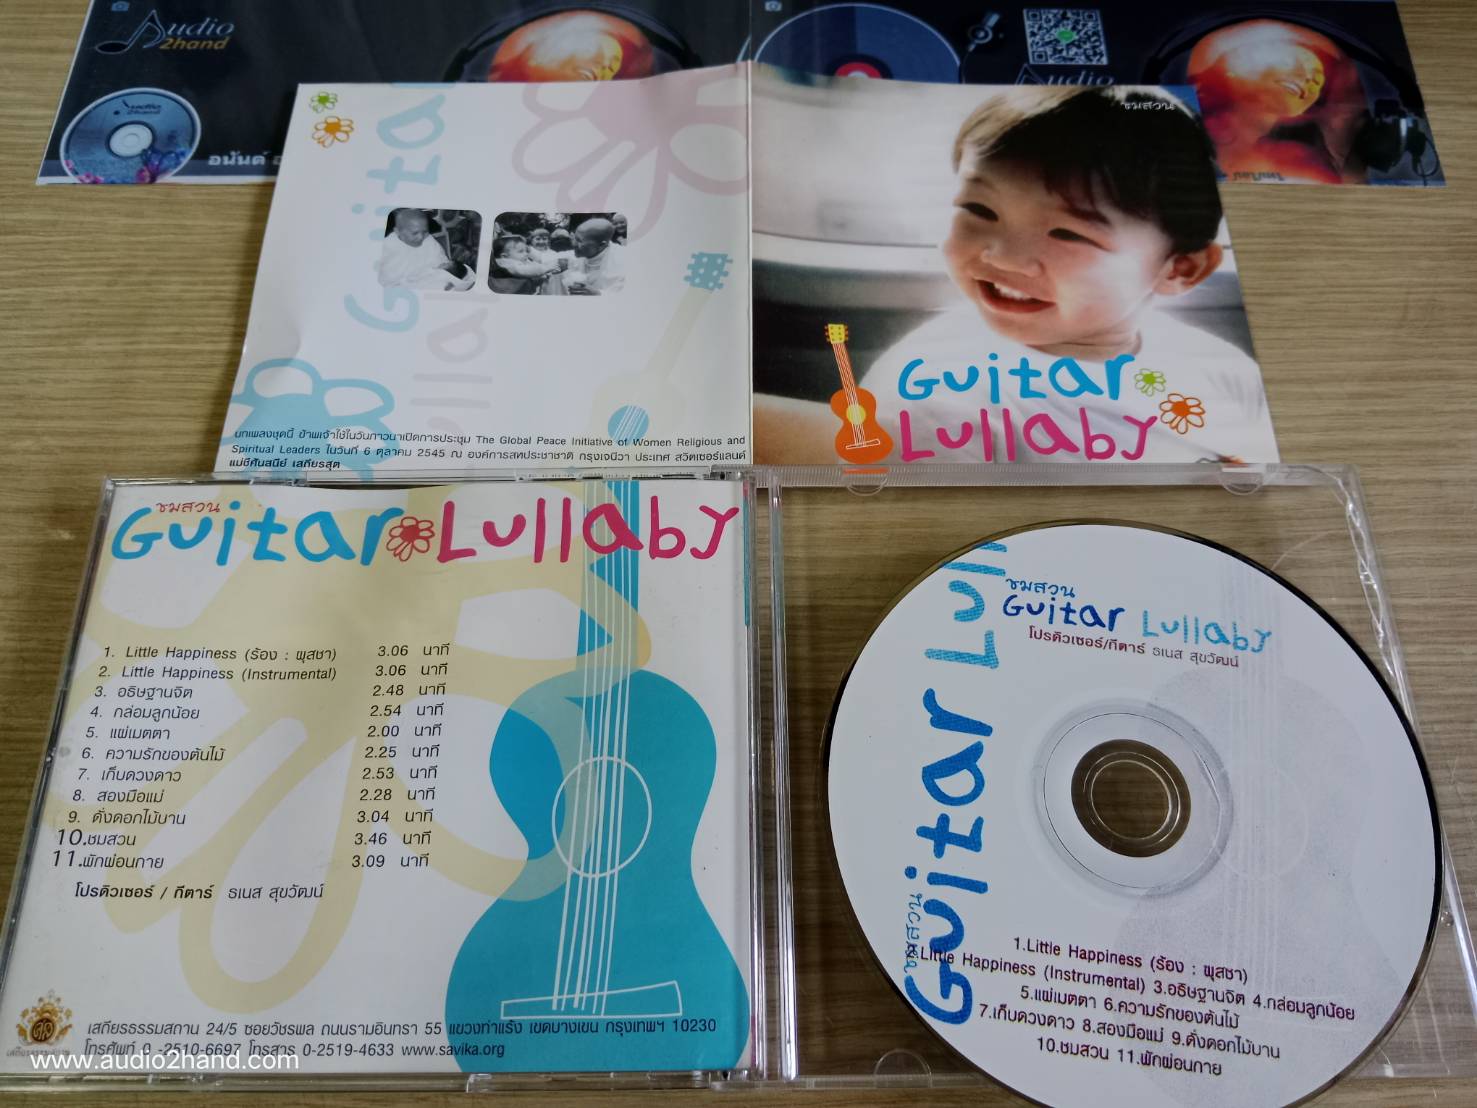 Audio
2hand
Audio
2hand
อนันต์
Audio
ชมสวน
Guitar
Lullaby
Guitar
Lullaby
บทเพลงชุดนี้ ข้าพเจ้าใช้ในวันภาวนาเปิดการประชุม The Global Peace Initiative of Women Religious and
Spiritual Leaders ในวันที่ 6 ตุลาคม 2545 ณ องค์การสหประชาชาติ กรุงเจนีวา ประเทศ สวิตเซอร์แลนด์
แม่ชีศันสนีย์ เสถียรสุต
ชมสวน
Guitar Lullaby
1. Little Happiness (ร้อง : พุสชา) 3.06 นาที
2. Little Happiness (Instrumental) 3.06 นาที
3. อธิษฐานจิต 2.48 นาที
4. กล่อมลูกน้อย 2.54 นาที
5. แผ่เมตตา 2.00 นาที
6. ความรักของต้นไม้ 2.25 นาที
7. เก็บดวงดาว 2.53 นาที
8. สองมือแม่ 2.28 นาที
9. ดั่งดอกไม้บาน 3.04 นาที
10.ชมสวน 3.46 นาที
11.พักผ่อนกาย 3.09 นาที
โปรดิวเซอร์ / กีตาร์ ธเนส สุขวัฒน์
เสถียรธรรมสถาน
เสถียรธรรมสถาน 24/5 ซอยวัชรพล ถนนรามอินทรา 55 แขวงท่าแร้ง เขตบางเขน กรุงเทพฯ 10230
โทรศัพท์ 0 -2510-6697 โทรสาร 0-2519-4633 www.savika.org
www.audio2hand.com
ชมสวน
Guitar Lullaby
โปรดิวเซอร์/กีตาร์ ธเนส สุขวัฒน์
ชมสวน
Guitar Lull
1.Little Happiness (ร้อง : พุสชา)
2.Little Happiness (Instrumental) 3.อธิษฐานจิต 4.กล่อมลูกน้อย
5.แผ่เมตตา 6.ความรักของต้นไม้
7.เก็บดวงดาว 8.สองมือแม่ 9.ดั่งดอกไม้บาน
10.ชมสวน 11.พักผ่อนกาย